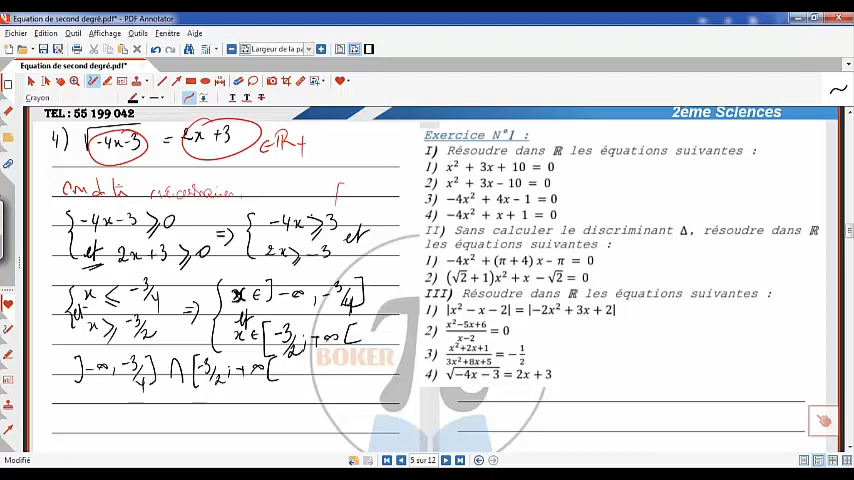 Equation de second degré.pdf* - PDF Annotator
Fichier Edition Outil Affichage Outils Fenêtre Aide
Largeur de la pa
Equation de second degré.pdf*
Crayon
TEL : 55 199 042
2eme Sciences
4) √-4x-3 = 2x+3 ∈ℝ+
{-4x-3 ≥ 0 et 2x+3 ≥ 0 => {-4x ≥ 3 et 2x ≥ -3
{x ≤ -3/4 et x ≥ -3/2 => {x ∈ ]-∞, -3/4] et x ∈ [-3/2; +∞[
]-∞, -3/4] ∩ [-3/2; +∞[
BOKER
Exercice N°1 :
I) Résoudre dans ℝ les équations suivantes :
1) x² + 3x + 10 = 0
2) x² + 3x - 10 = 0
3) -4x² + 4x - 1 = 0
4) -4x² + x + 1 = 0
II) Sans calculer le discriminant Δ, résoudre dans ℝ
les équations suivantes :
1) -4x² + (π + 4) x - π = 0
2) (√2 + 1)x² + x - √2 = 0
III) Résoudre dans ℝ les équations suivantes :
1) |x² - x - 2| = |-2x² + 3x + 2|
2) x²-5x+6/x-2 = 0
3) x²+2x+1/3x²+8x+5 = -1/2
4) √-4x - 3 = 2x + 3
Modifié
5 sur 12